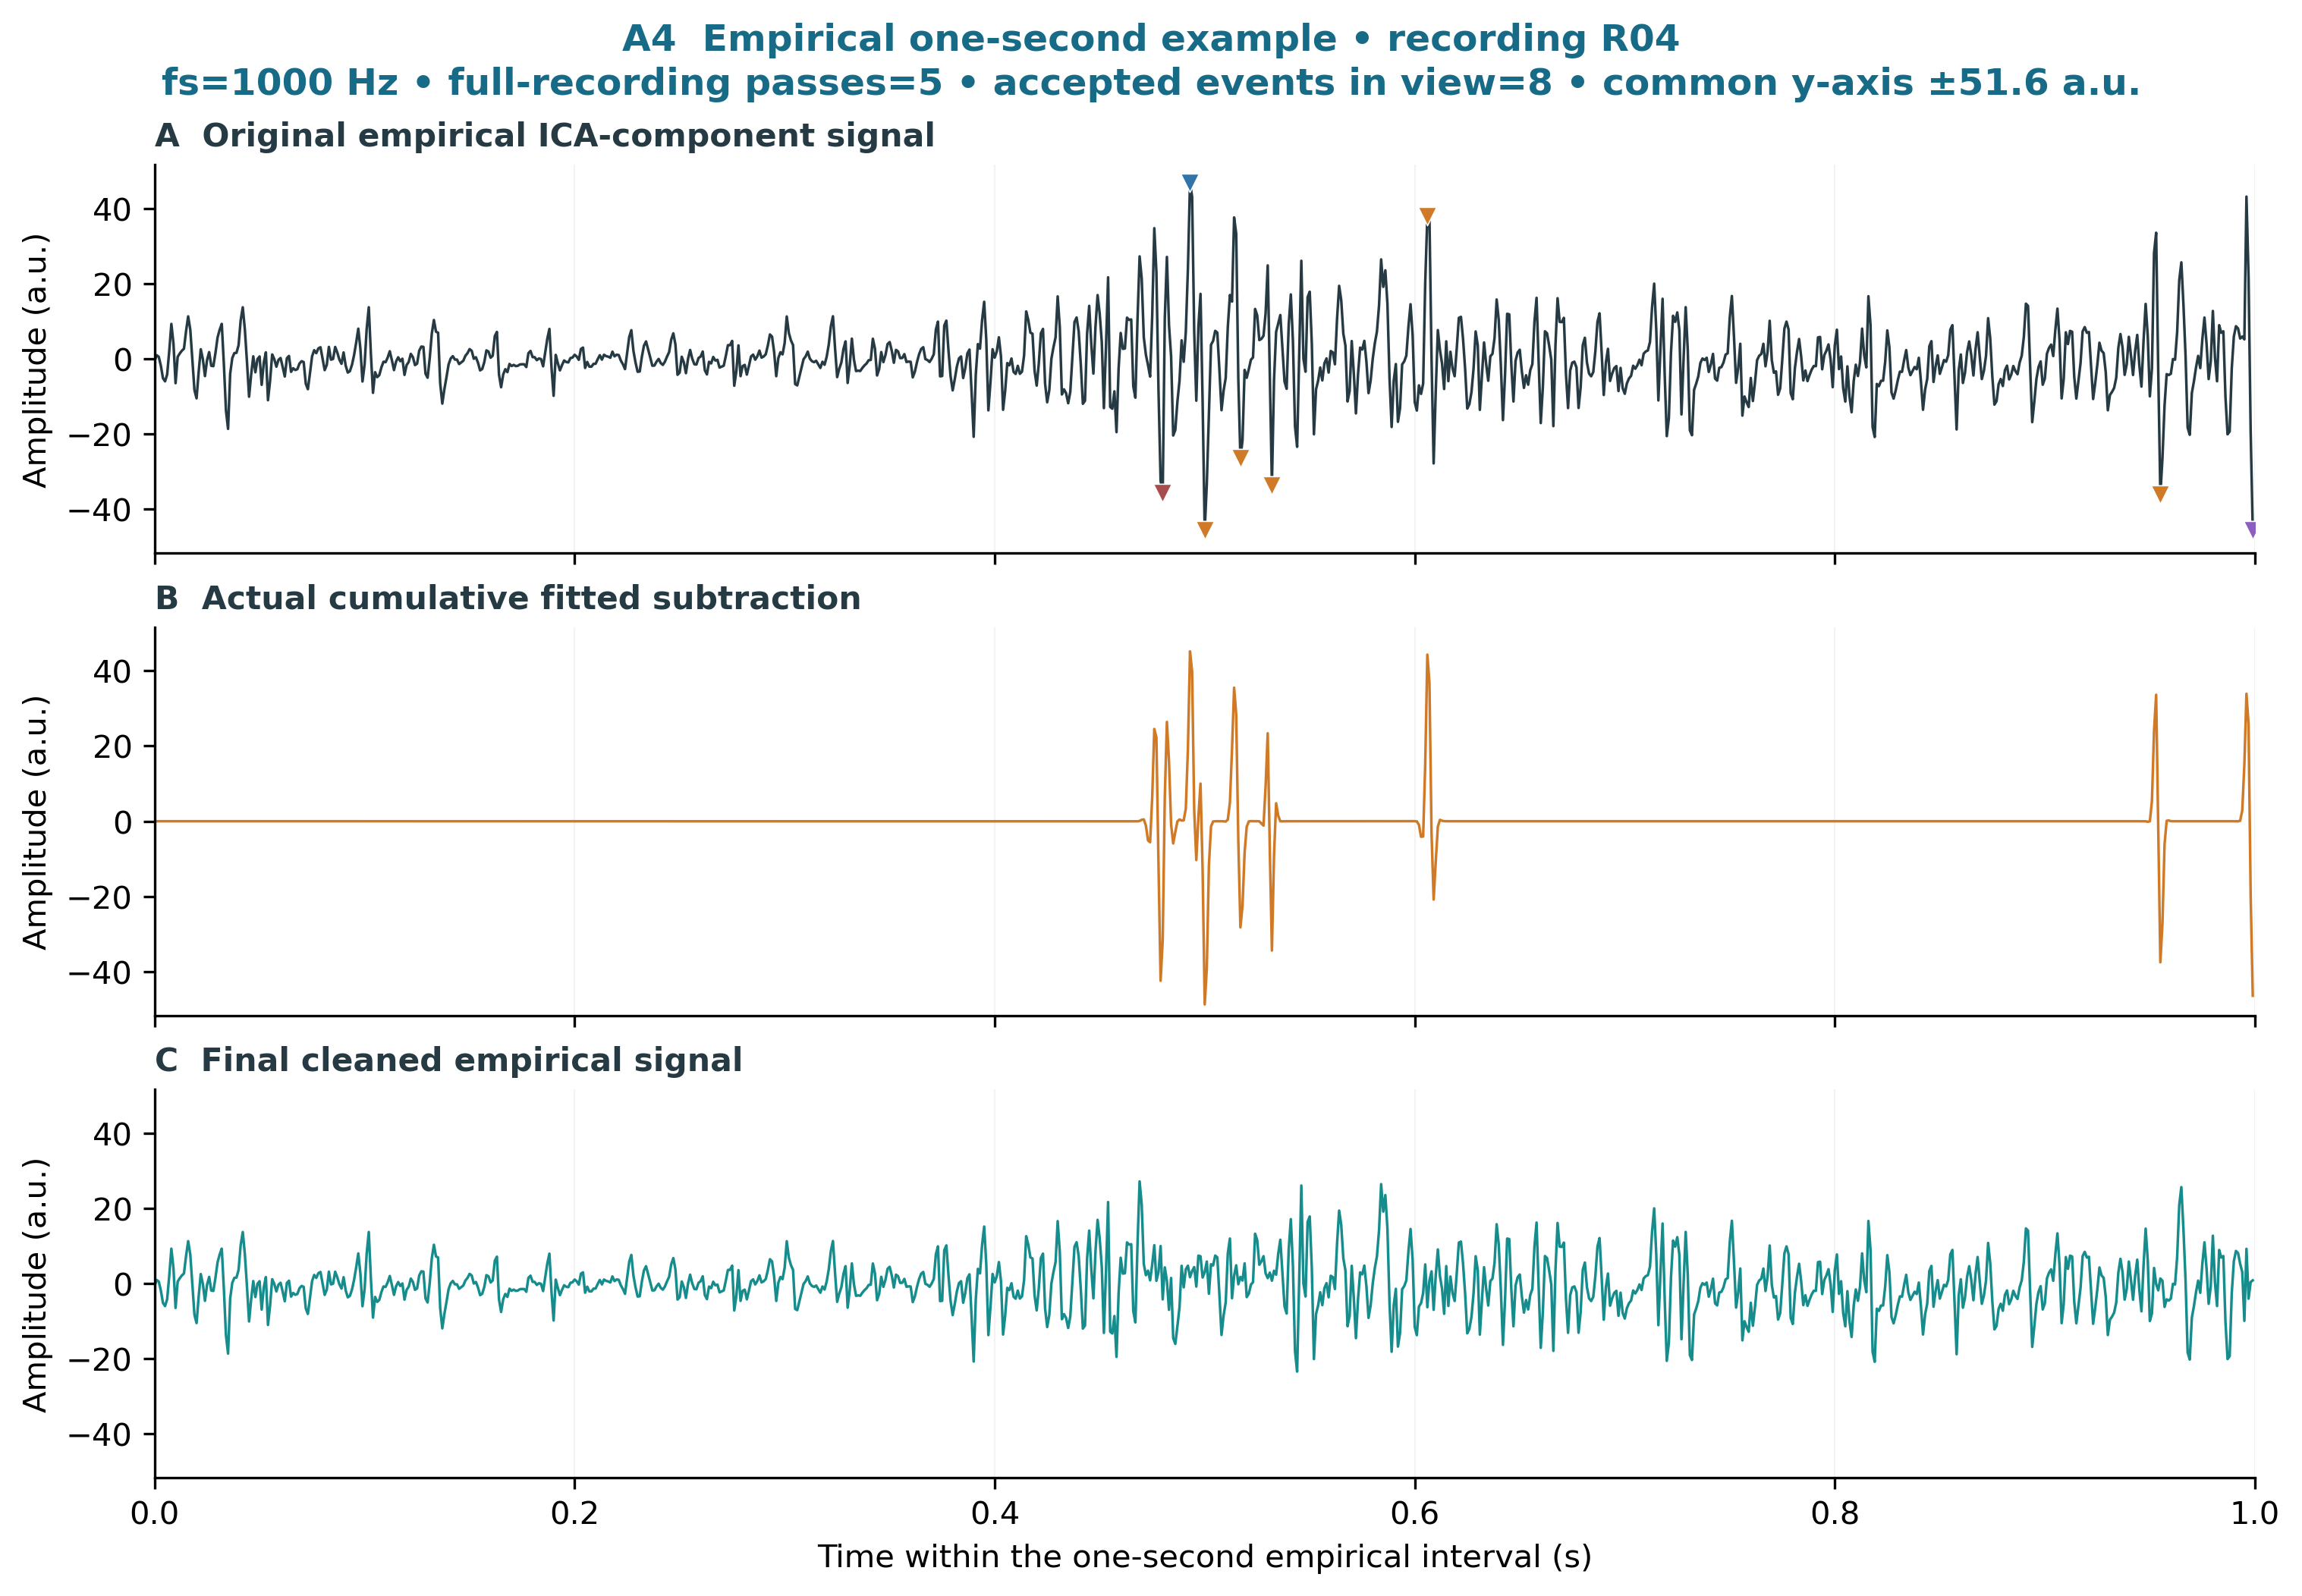 A4  Empirical one-second example • recording R04
fs=1000 Hz • full-recording passes=5 • accepted events in view=8 • common y-axis ±51.6 a.u.
A  Original empirical ICA-component signal
Amplitude (a.u.)
40
20
0
−20
−40
B  Actual cumulative fitted subtraction
Amplitude (a.u.)
40
20
0
−20
−40
C  Final cleaned empirical signal
Amplitude (a.u.)
40
20
0
−20
−40
0.0 0.2 0.4 0.6 0.8 1.0
Time within the one-second empirical interval (s)